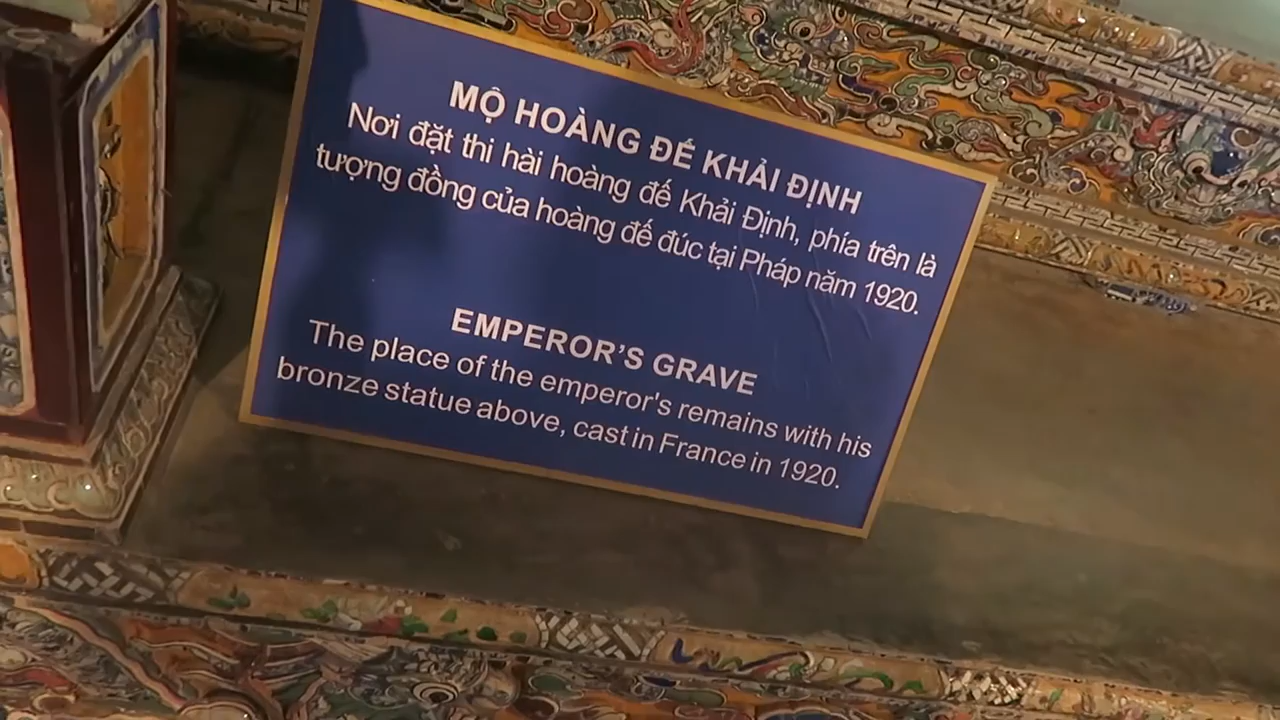 MỘ HOÀNG ĐẾ KHẢI ĐỊNH
Nơi đặt thi hài hoàng đế Khải Định, phía trên là
tượng đồng của hoàng đế đúc tại Pháp năm 1920.
EMPEROR’S GRAVE
The place of the emperor's remains with his
bronze statue above, cast in France in 1920.